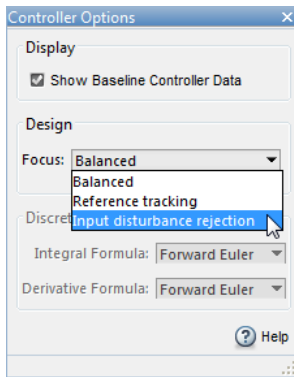 Controller Options
Display
Show Baseline Controller Data
Design
Focus: Balanced
Balanced
Reference tracking
Input disturbance rejection
Integral Formula: Forward Euler
Derivative Formula: Forward Euler
Help